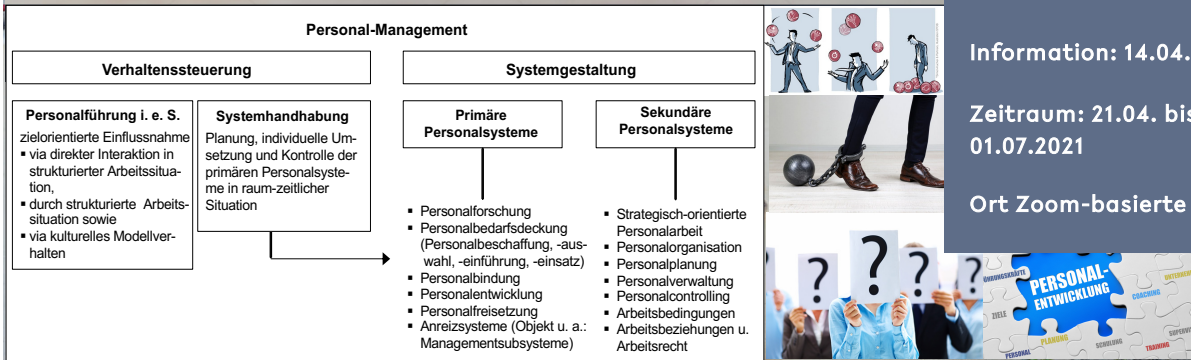 Personal-Management
Verhaltenssteuerung
Systemgestaltung
Personalführung i. e. S.
zielorientierte Einflussnahme
▪ via direkter Interaktion in
strukturierter Arbeitssitua-
tion,
▪ durch strukturierte Arbeits-
situation sowie
▪ via kulturelles Modellver-
halten
Systemhandhabung
Planung, individuelle Um-
setzung und Kontrolle der
primären Personalsyste-
me in raum-zeitlicher
Situation
Primäre
Personalsysteme
▪ Personalforschung
▪ Personalbedarfsdeckung
(Personalbeschaffung, -aus-
wahl, -einführung, -einsatz)
▪ Personalbindung
▪ Personalentwicklung
▪ Personalfreisetzung
▪ Anreizsysteme (Objekt u. a.:
Managementsubsysteme)
Sekundäre
Personalsysteme
▪ Strategisch-orientierte
Personalarbeit
▪ Personalorganisation
▪ Personalplanung
▪ Personalverwaltung
▪ Personalcontrolling
▪ Arbeitsbedingungen
▪ Arbeitsbeziehungen u.
Arbeitsrecht
Information: 14.04.
Zeitraum: 21.04. bis
01.07.2021
Ort Zoom-basierte
? ? ? ? ?
PERSONAL-
ENTWICKLUNG
ZIELE
COACHING
PLANUNG
SCHULUNG
PERSONAL
TRAINING